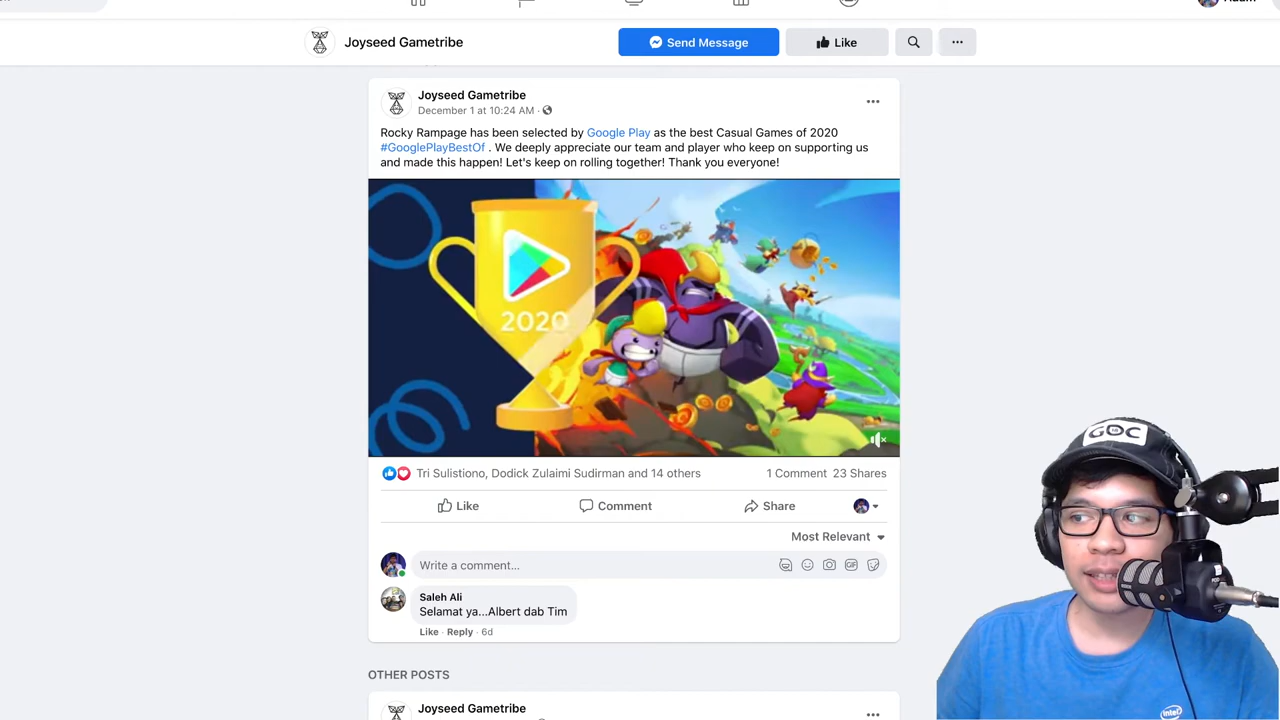 Joyseed Gametribe
Send Message
Like
Joyseed Gametribe
December 1 at 10:24 AM ·
Rocky Rampage has been selected by Google Play as the best Casual Games of 2020
#GooglePlayBestOf . We deeply appreciate our team and player who keep on supporting us
and made this happen! Let's keep on rolling together! Thank you everyone!
2020
Tri Sulistiono, Dodick Zulaimi Sudirman and 14 others
1 Comment 23 Shares
Like
Comment
Share
Most Relevant
Write a comment...
GIF
Saleh Ali
Selamat ya...Albert dab Tim
Like · Reply · 6d
OTHER POSTS
Joyseed Gametribe
GOC
intel